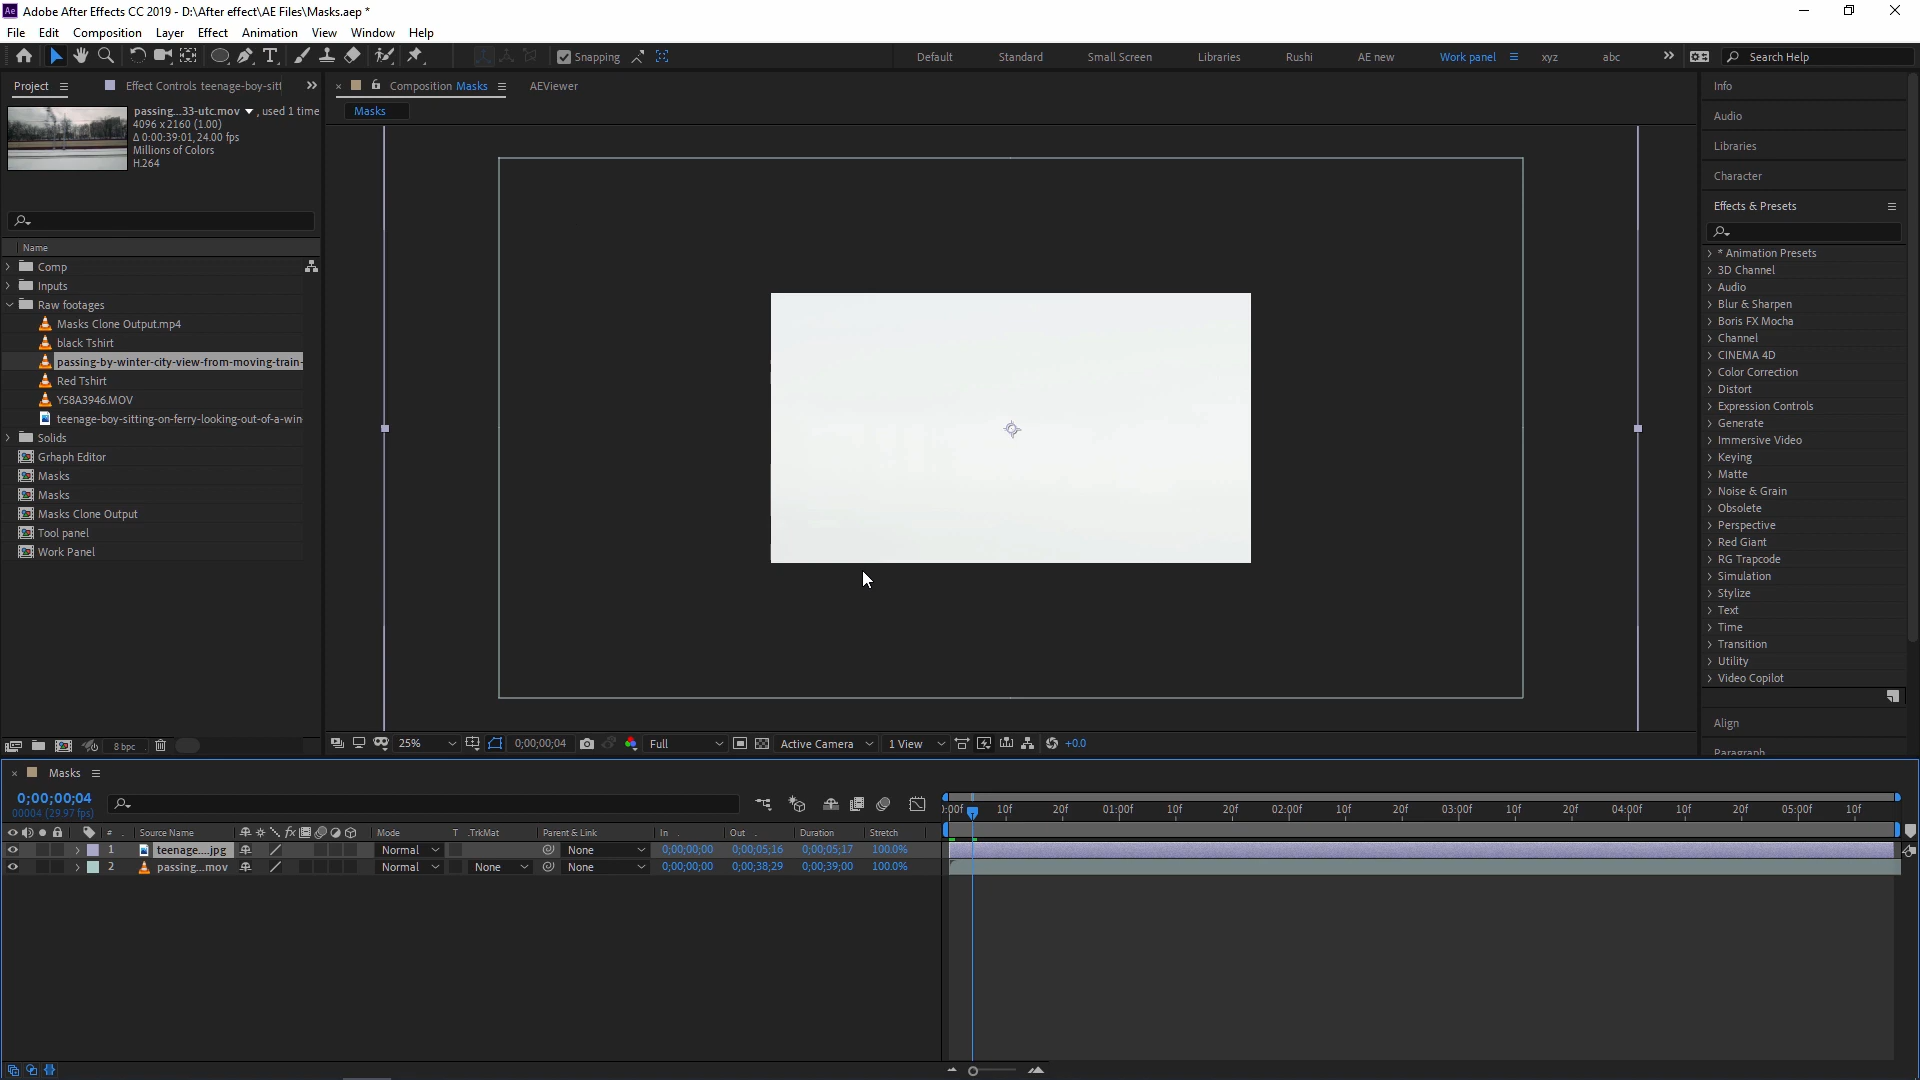 Adobe After Effects CC 2019 - D:\After effect\AE Files\Masks.aep *
File Edit Composition Layer Effect Animation View Window Help
Snapping Default Standard Small Screen Libraries Rushi AE new Work panel xyz abc Search Help
Project Effect Controls teenage-boy-sitt Composition Masks AEViewer
Masks
passing...33-utc.mov , used 1 time
4096 x 2160 (1.00)
Δ 0:00:39:01, 24.00 fps
Millions of Colors
H.264
Name
Comp
Inputs
Raw footages
Masks Clone Output.mp4
black Tshirt
passing-by-winter-city-view-from-moving-train-
Red Tshirt
Y58A3946.MOV
teenage-boy-sitting-on-ferry-looking-out-of-a-win
Solids
Grhaph Editor
Masks
Masks
Masks Clone Output
Tool panel
Work Panel
8 bpc
25% 0;00;00;04 Full Active Camera 1 View +0.0
Info
Audio
Libraries
Character
Effects & Presets
* Animation Presets
3D Channel
Audio
Blur & Sharpen
Boris FX Mocha
Channel
CINEMA 4D
Color Correction
Distort
Expression Controls
Generate
Immersive Video
Keying
Matte
Noise & Grain
Obsolete
Perspective
Red Giant
RG Trapcode
Simulation
Stylize
Text
Time
Transition
Utility
Video Copilot
Align
Paragraph
Masks
0;00;00;04
00004 (29.97 fps)
):00f 10f 20f 01:00f 10f 20f 02:00f 10f 20f 03:00f 10f 20f 04:00f 10f 20f 05:00f 10f
# Source Name Mode T .TrkMat Parent & Link In Out Duration Stretch
1 teenage....jpg Normal None 0;00;00;00 0;00;05;16 0;00;05;17 100.0%
2 passing...mov Normal None None 0;00;00;00 0;00;38;29 0;00;39;00 100.0%